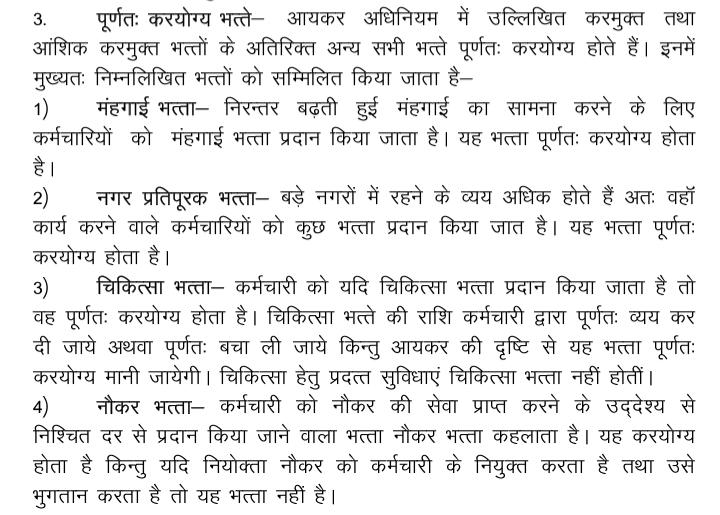 3. पूर्णतः करयोग्य भत्ते– आयकर अधिनियम में उल्लिखित करमुक्त तथा
आंशिक करमुक्त भत्तों के अतिरिक्त अन्य सभी भत्ते पूर्णतः करयोग्य होते हैं। इनमें
मुख्यतः निम्नलिखित भत्तों को सम्मिलित किया जाता है–
1) मंहगाई भत्ता– निरन्तर बढ़ती हुई मंहगाई का सामना करने के लिए
कर्मचारियों को मंहगाई भत्ता प्रदान किया जाता है। यह भत्ता पूर्णतः करयोग्य होता
है।
2) नगर प्रतिपूरक भत्ता– बड़े नगरों में रहने के व्यय अधिक होते हैं अतः वहॉ
कार्य करने वाले कर्मचारियों को कुछ भत्ता प्रदान किया जात है। यह भत्ता पूर्णतः
करयोग्य होता है।
3) चिकित्सा भत्ता– कर्मचारी को यदि चिकित्सा भत्ता प्रदान किया जाता है तो
वह पूर्णतः करयोग्य होता है। चिकित्सा भत्ते की राशि कर्मचारी द्वारा पूर्णतः व्यय कर
दी जाये अथवा पूर्णतः बचा ली जाये किन्तु आयकर की दृष्टि से यह भत्ता पूर्णतः
करयोग्य मानी जायेगी। चिकित्सा हेतु प्रदत्त सुविधाएं चिकित्सा भत्ता नहीं होतीं।
4) नौकर भत्ता– कर्मचारी को नौकर की सेवा प्राप्त करने के उद्देश्य से
निश्चित दर से प्रदान किया जाने वाला भत्ता नौकर भत्ता कहलाता है। यह करयोग्य
होता है किन्तु यदि नियोक्ता नौकर को कर्मचारी के नियुक्त करता है तथा उसे
भुगतान करता है तो यह भत्ता नहीं है।